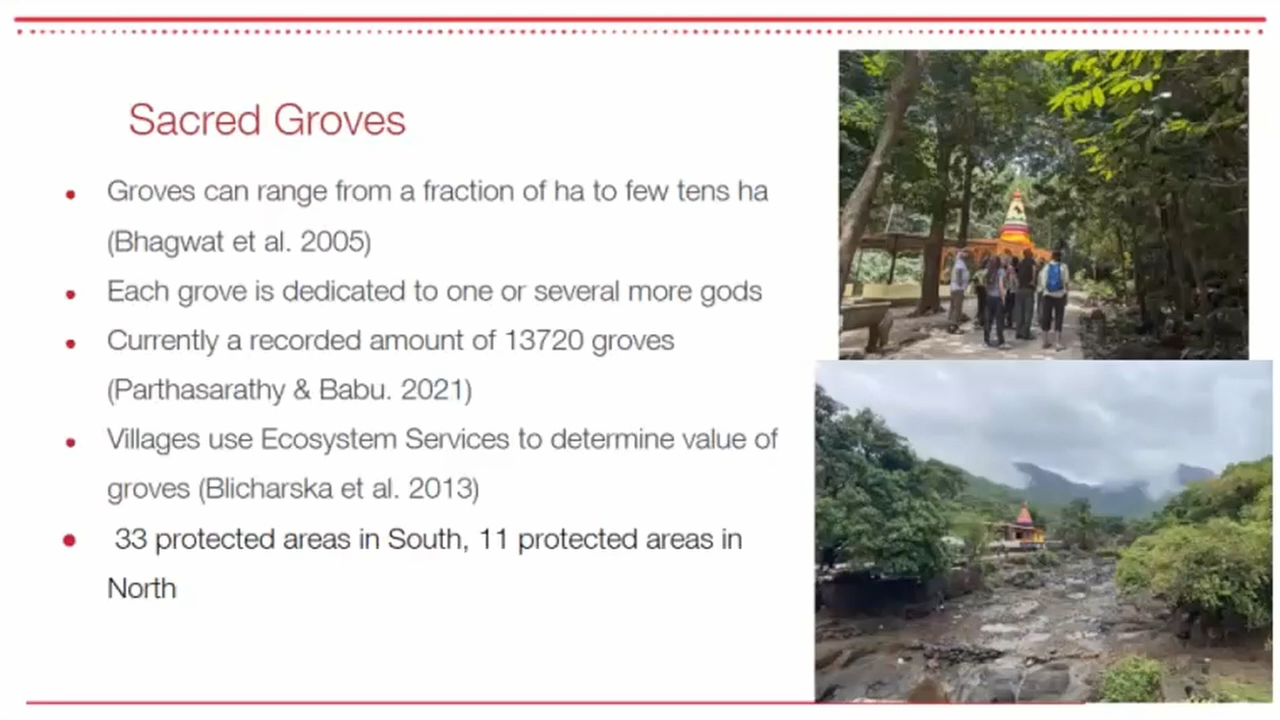 Sacred Groves
• Groves can range from a fraction of ha to few tens ha
(Bhagwat et al. 2005)
• Each grove is dedicated to one or several more gods
• Currently a recorded amount of 13720 groves
(Parthasarathy & Babu. 2021)
• Villages use Ecosystem Services to determine value of
groves (Blicharska et al. 2013)
• 33 protected areas in South, 11 protected areas in
North